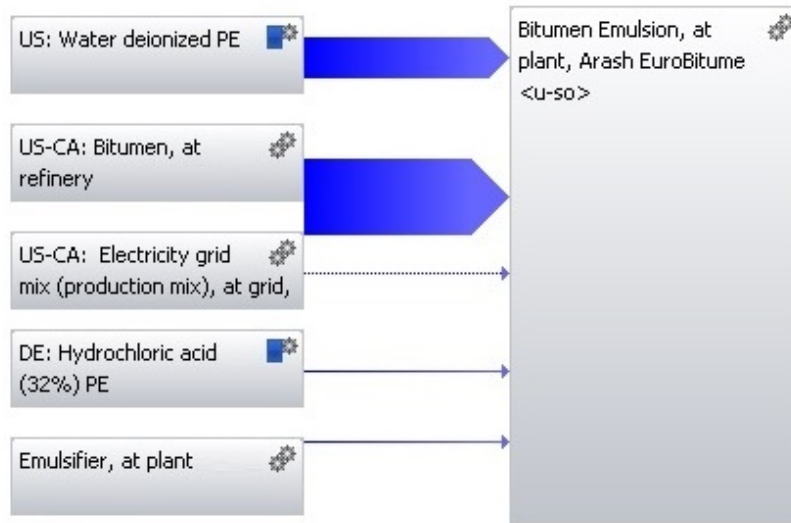 US: Water deionized PE
US-CA: Bitumen, at
refinery
US-CA: Electricity grid
mix (production mix), at grid,
DE: Hydrochloric acid
(32%) PE
Emulsifier, at plant
Bitumen Emulsion, at
plant, Arash EuroBitume
<u-so>